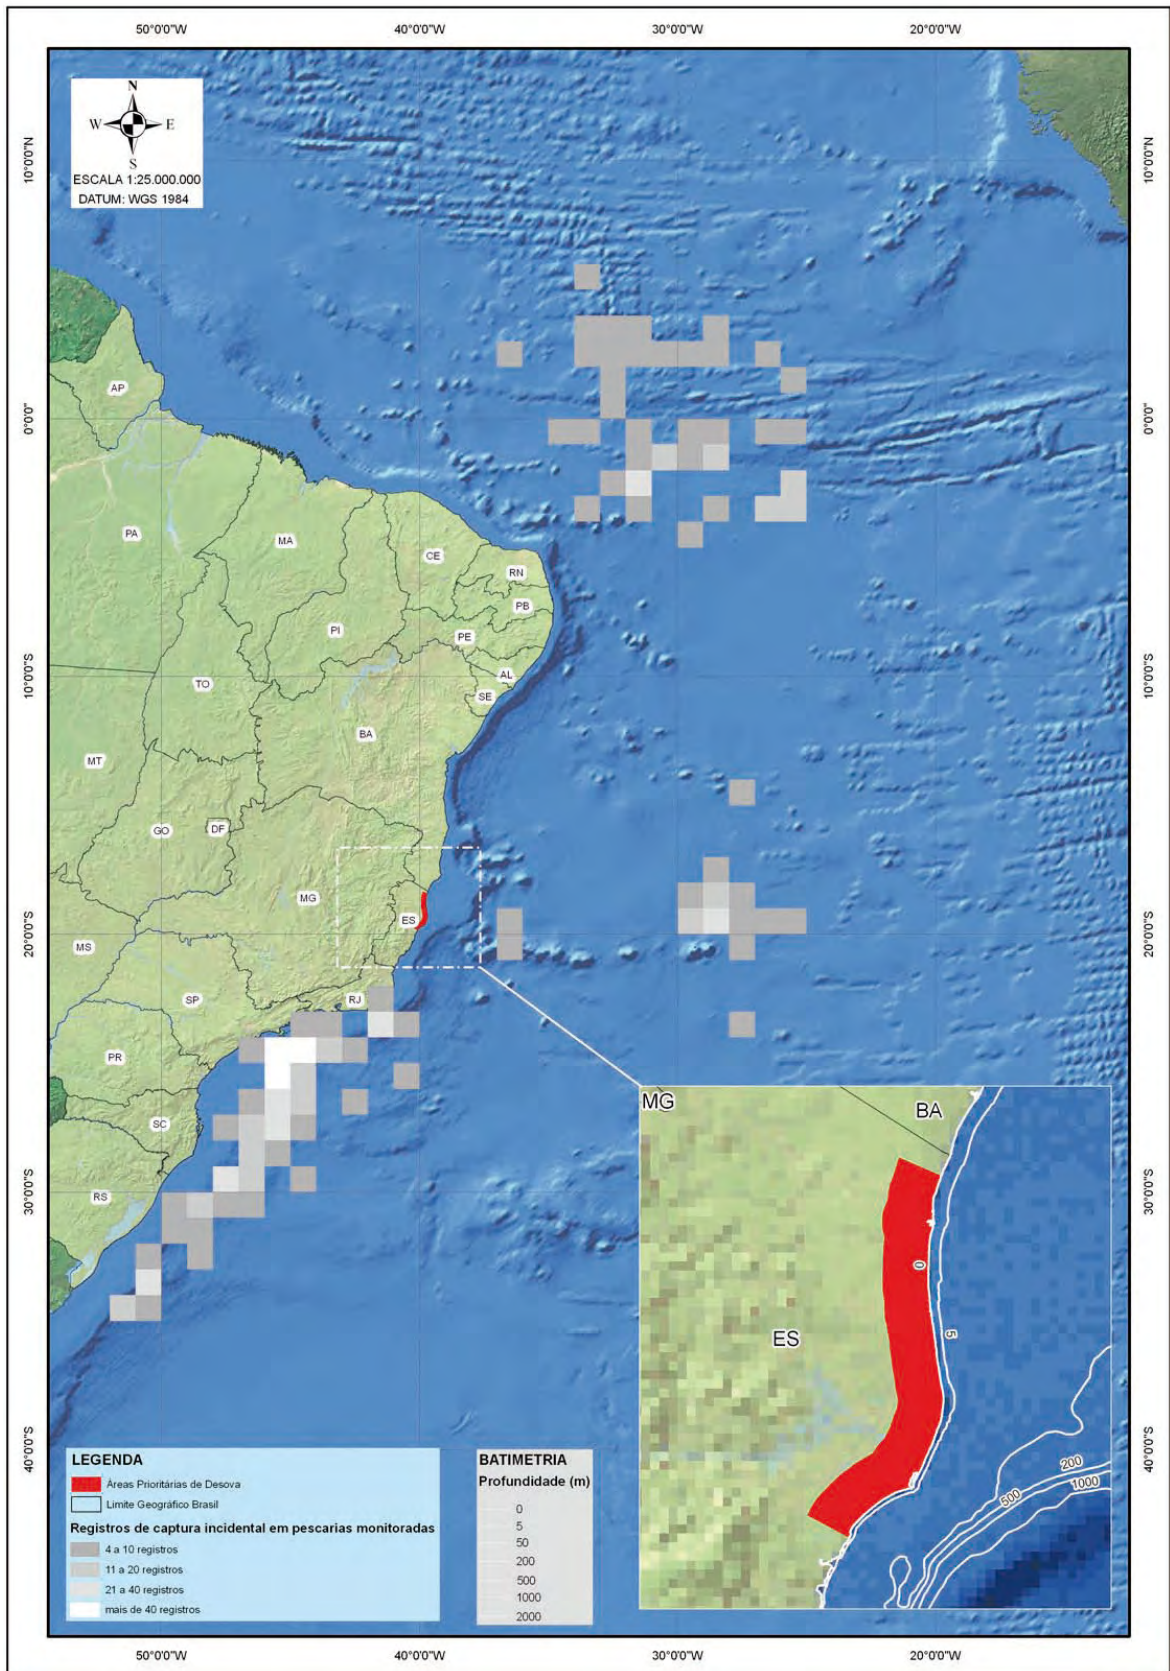 50°0'0"W 40°0'0"W 30°0'0"W 20°0'0"W
N
W E
S
ESCALA 1:25.000.000
DATUM: WGS 1984
10°0'0"N 10°0'0"N
AP
0°0'0" 0°0'0"
PA
MA
CE
RN
PB
PI
PE
AL
10°0'0"S 10°0'0"S
TO
SE
BA
MT
GO
DF
MG
ES
20°0'0"S 20°0'0"S
MS
SP
RJ
PR
SC
RS
30°0'0"S 30°0'0"S
MG
BA
0
5
ES
200
500
1000
40°0'0"S 40°0'0"S
LEGENDA
Áreas Prioritárias de Desova
Limite Geográfico Brasil
Registros de captura incidental em pescarias monitoradas
4 a 10 registros
11 a 20 registros
21 a 40 registros
mais de 40 registros
BATIMETRIA
Profundidade (m)
0
5
50
200
500
1000
2000
50°0'0"W 40°0'0"W 30°0'0"W 20°0'0"W